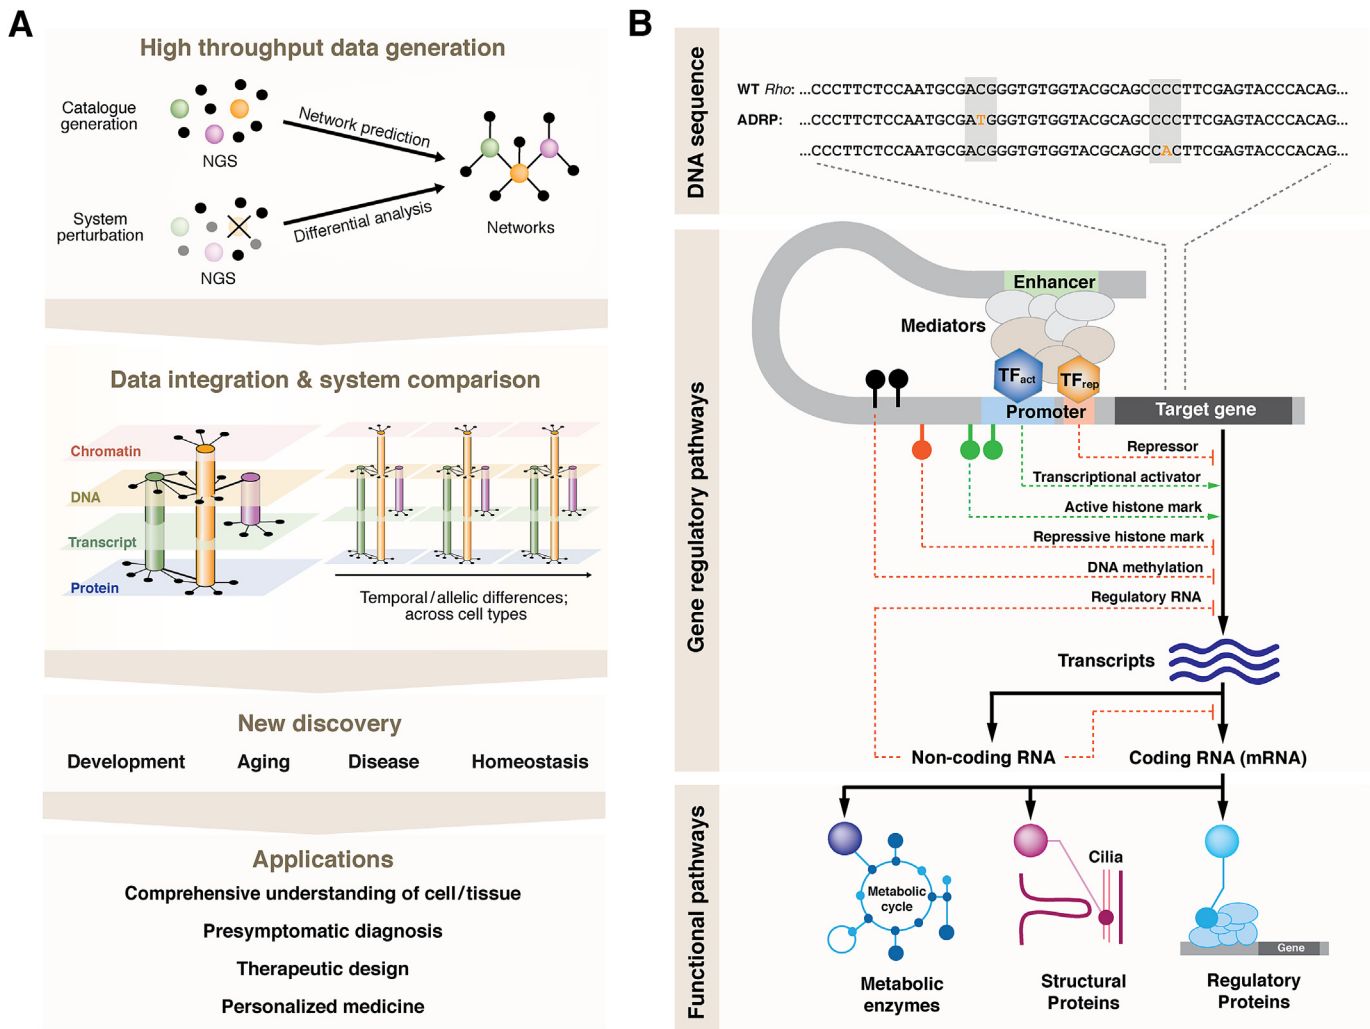 A
High throughput data generation
Catalogue
generation
NGS
Network prediction
System
perturbation
NGS
Differential analysis
Networks
Data integration & system comparison
Chromatin
DNA
Transcript
Protein
Temporal/allelic differences;
across cell types
New discovery
Development Aging Disease Homeostasis
Applications
Comprehensive understanding of cell/tissue
Presymptomatic diagnosis
Therapeutic design
Personalized medicine
B
DNA sequence
WT Rho: ...CCCTTCTCCAATGCGACGGGTGTGGTACGCAGCCCCCTTCGAGTACCCACAG...
ADRP: ...CCCTTCTCCAATGCGATGGGTGTGGTACGCAGCCCCCTTCGAGTACCCACAG...
...CCCTTCTCCAATGCGACGGGTGTGGTACGCAGCCACTTCGAGTACCCACAG...
Gene regulatory pathways
Enhancer
Mediators
TFact
TFrep
Promoter
Target gene
Repressor
Transcriptional activator
Active histone mark
Repressive histone mark
DNA methylation
Regulatory RNA
Transcripts
Non-coding RNA
Coding RNA (mRNA)
Functional pathways
Metabolic
cycle
Cilia
Gene
Metabolic
enzymes
Structural
Proteins
Regulatory
Proteins